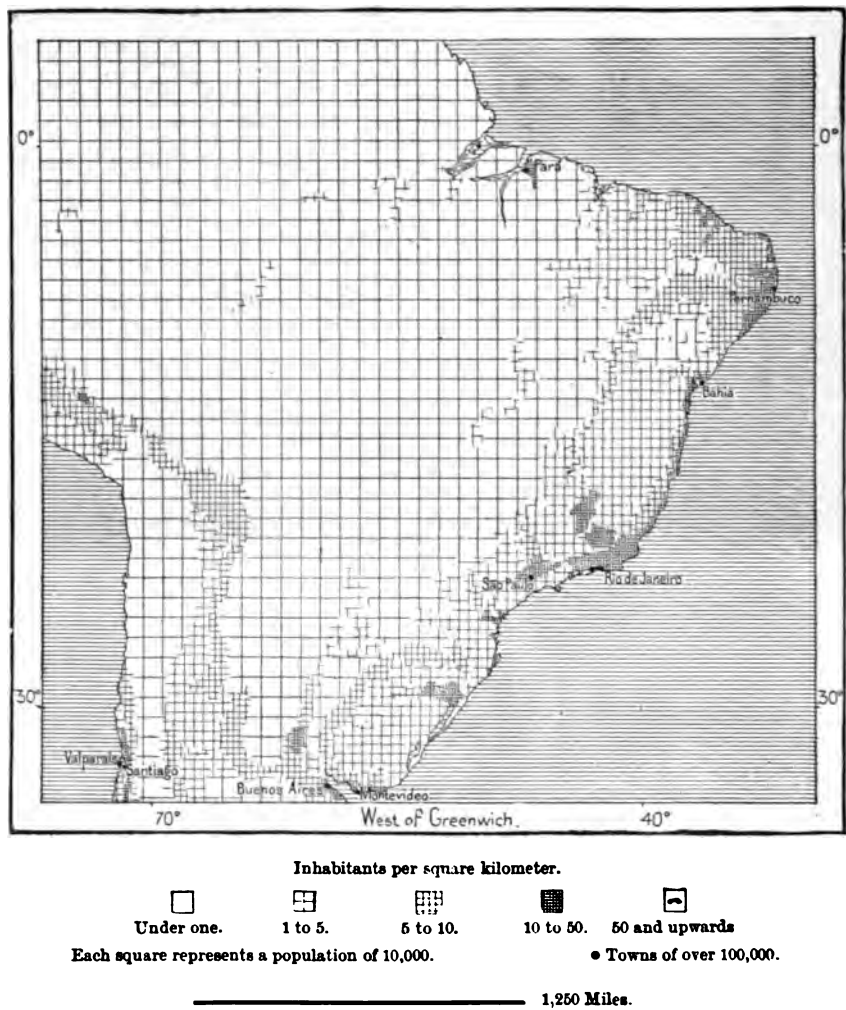 0° 0°
Pará
Pernambuco
Bahia
São Paulo Rio de Janeiro
30° 30°
Valparaiso
Santiago
Buenos Aires Montevideo
70° West of Greenwich. 40°
Inhabitants per square kilometer.
Under one. 1 to 5. 5 to 10. 10 to 50. 50 and upwards
Each square represents a population of 10,000. Towns of over 100,000.
1,250 Miles.